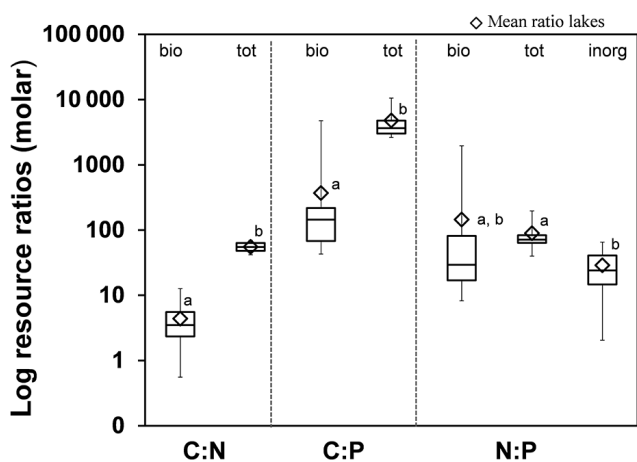 Mean ratio lakes
100 000
bio tot bio tot bio tot inorg
10 000
b
1000
a
a, b
a
b
100
b
10
a
1
0
Log resource ratios (molar)
C:N C:P N:P